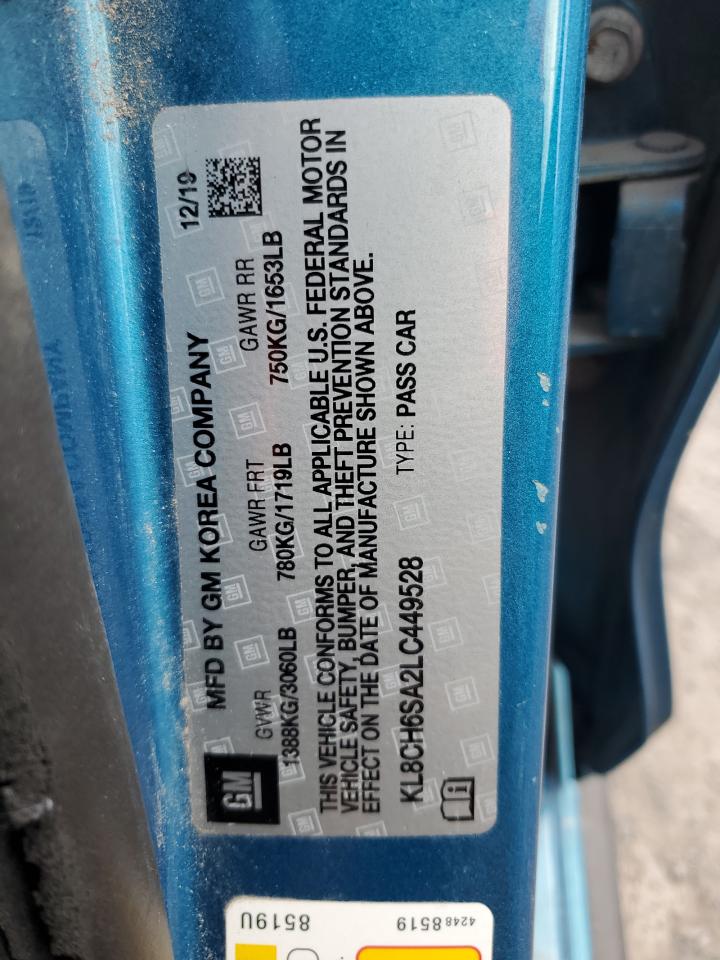 MFD BY GM KOREA COMPANY 12/19
GVWR GAWR FRT GAWR RR
1388KG/3060LB 780KG/1719LB 750KG/1653LB
THIS VEHICLE CONFORMS TO ALL APPLICABLE U.S. FEDERAL MOTOR
VEHICLE SAFETY, BUMPER, AND THEFT PREVENTION STANDARDS IN
EFFECT ON THE DATE OF MANUFACTURE SHOWN ABOVE.
KL8CH6SA2LC449528 TYPE: PASS CAR
GM
8519U
42488519